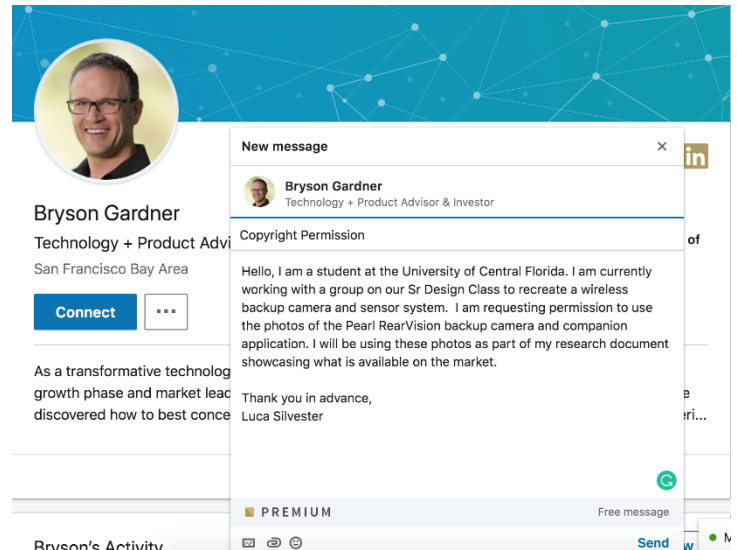 New message
in
Bryson Gardner
Technology + Product Advisor & Investor
Copyright Permission
Hello, I am a student at the University of Central Florida. I am currently
working with a group on our Sr Design Class to recreate a wireless
backup camera and sensor system.  I am requesting permission to use
the photos of the Pearl RearVision backup camera and companion
application. I will be using these photos as part of my research document
showcasing what is available on the market.
Thank you in advance,
Luca Silvester
PREMIUM
Free message
Send
Bryson Gardner
Technology + Product Advi
of
San Francisco Bay Area
Connect
As a transformative technolog
growth phase and market lead
discovered how to best conce
eri...
Bryson's Activity